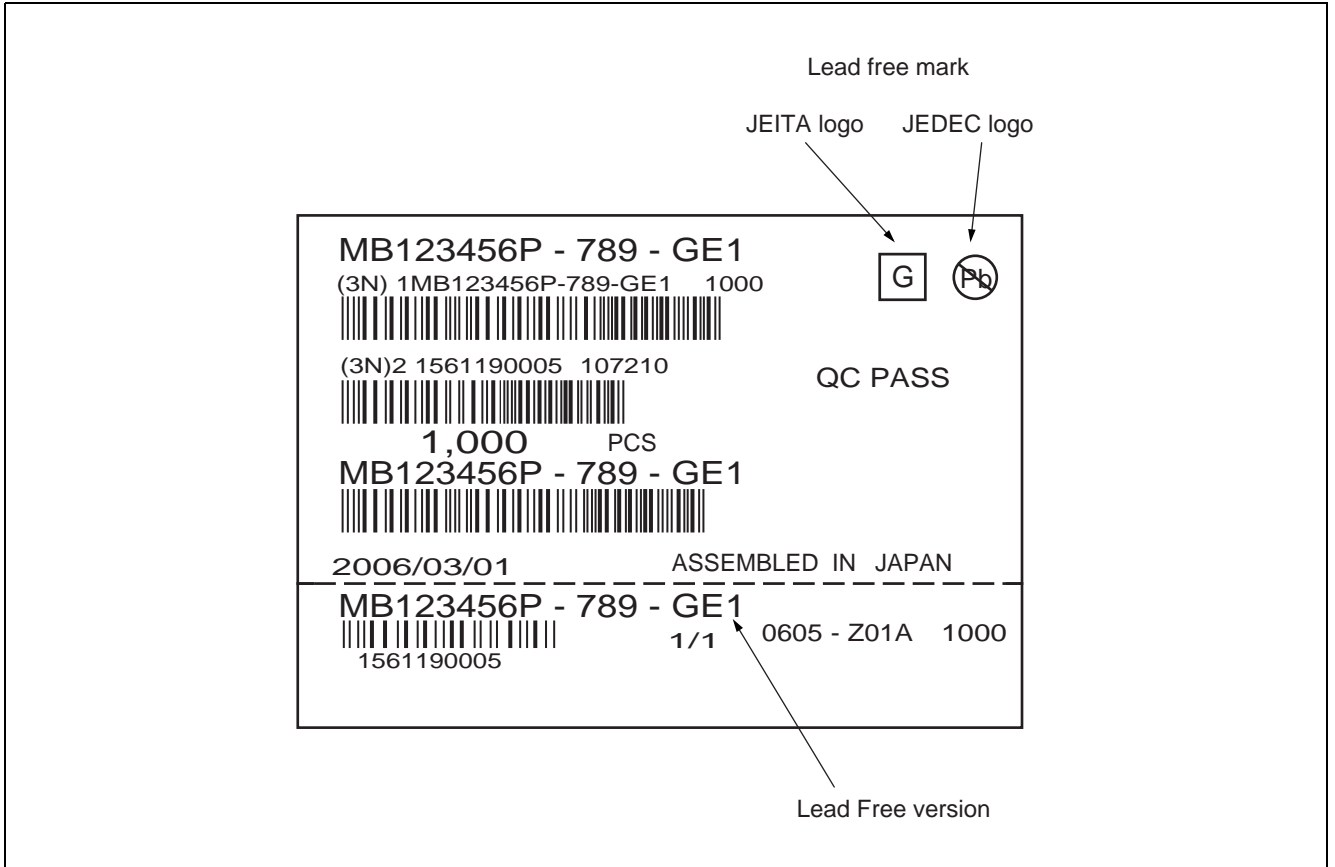 Lead free mark
JEITA logo JEDEC logo
MB123456P - 789 - GE1
(3N) 1MB123456P-789-GE1 1000
G Pb
(3N)2 1561190005 107210
QC PASS
1,000 PCS
MB123456P - 789 - GE1
2006/03/01 ASSEMBLED IN JAPAN
MB123456P - 789 - GE1
1/1 0605 - Z01A 1000
1561190005
Lead Free version